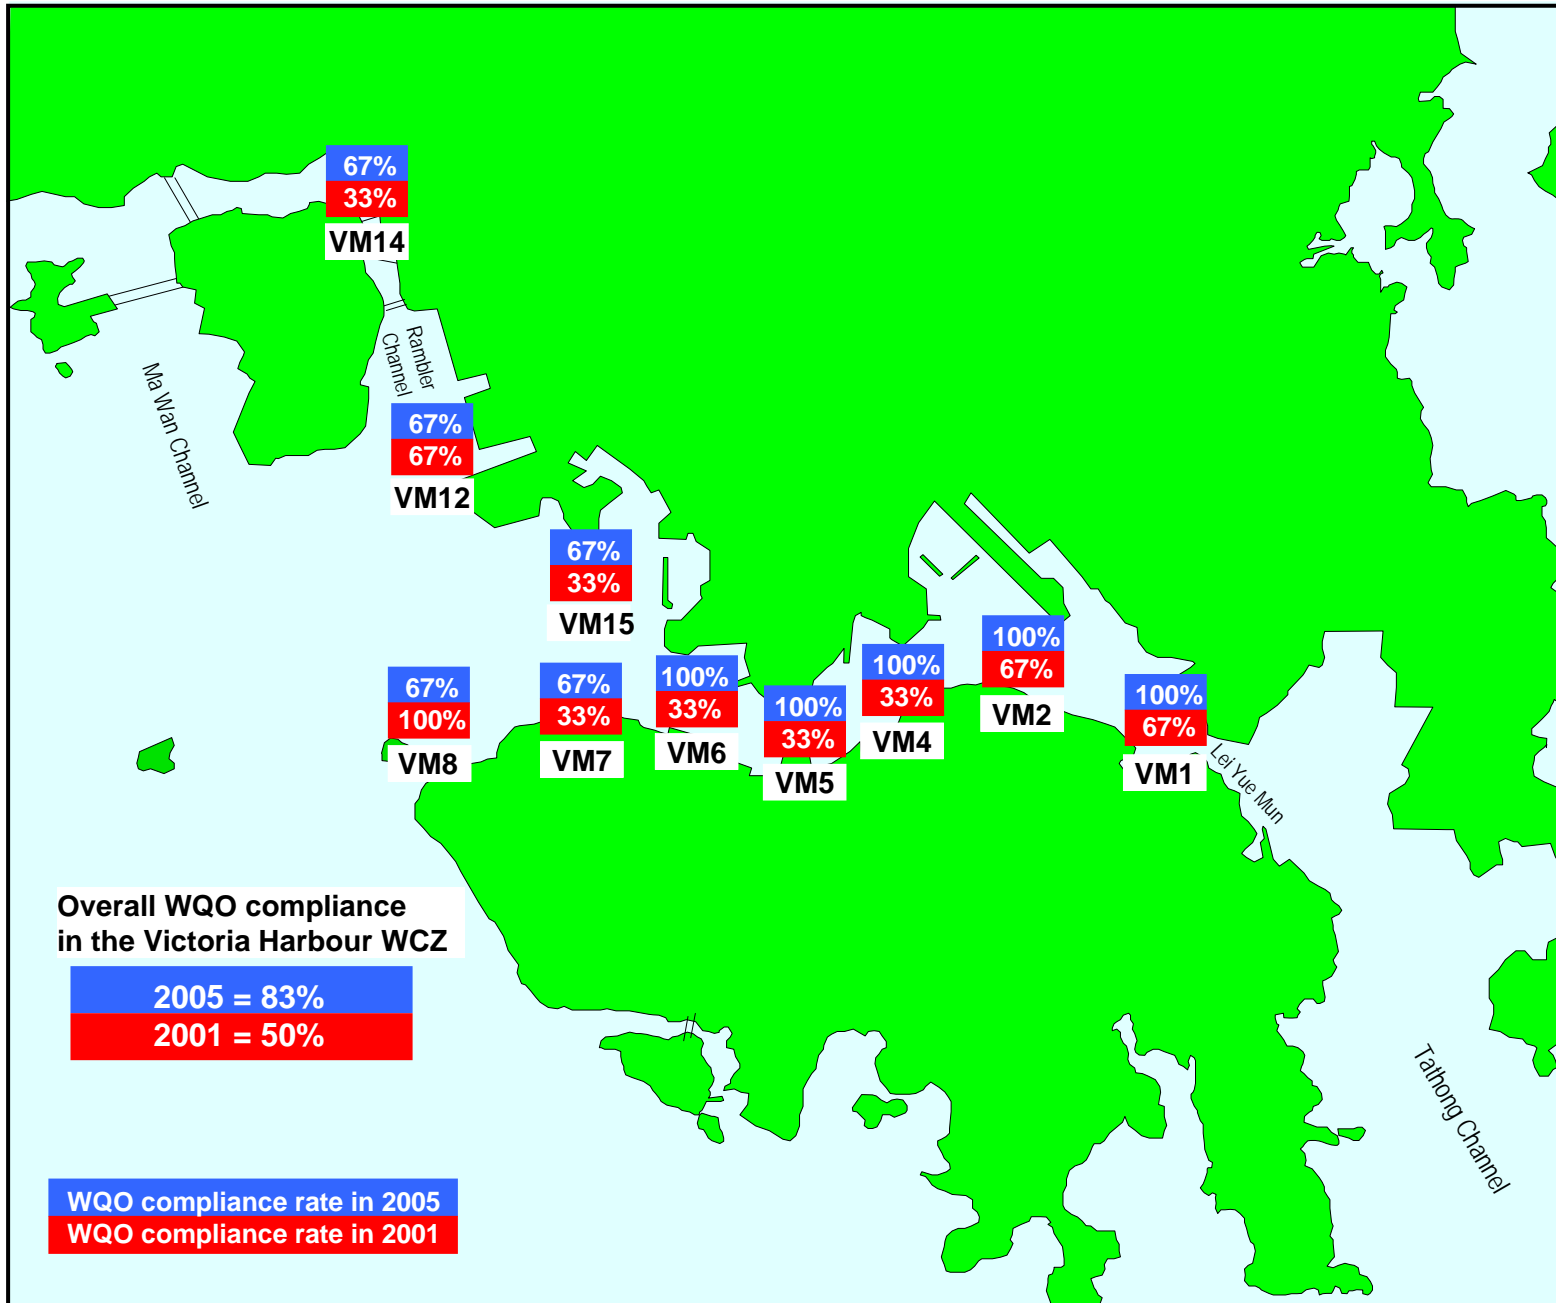 67%
33%
VM14
Rambler
Channel
Ma Wan Channel
67%
67%
VM12
67%
33%
VM15
67%
100%
VM8
67%
33%
VM7
100%
33%
VM6
100%
33%
VM5
100%
33%
VM4
100%
67%
VM2
100%
67%
VM1
Lei Yue Mun
Overall WQO compliance
in the Victoria Harbour WCZ
2005 = 83%
2001 = 50%
Tathong Channel
WQO compliance rate in 2005
WQO compliance rate in 2001